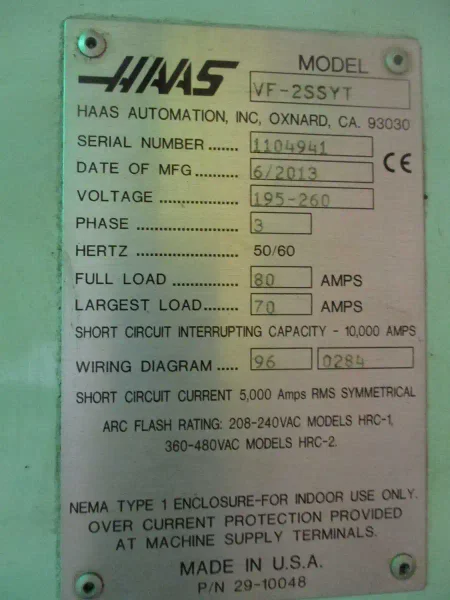 HAAS
MODEL
VF-2SSYT
HAAS AUTOMATION, INC, OXNARD, CA. 93030
SERIAL NUMBER ....... 1104941
DATE OF MFG .......... 6/2013 CE
VOLTAGE ................. 195-260
PHASE ..................... 3
HERTZ 50/60
FULL LOAD ............... 80 AMPS
LARGEST LOAD........ 70 AMPS
SHORT CIRCUIT INTERRUPTING CAPACITY - 10,000 AMPS
WIRING DIAGRAM ..... 96 0284
SHORT CIRCUIT CURRENT 5,000 Amps RMS SYMMETRICAL
ARC FLASH RATING: 208-240VAC MODELS HRC-1,
360-480VAC MODELS HRC-2.
NEMA TYPE 1 ENCLOSURE-FOR INDOOR USE ONLY.
OVER CURRENT PROTECTION PROVIDED
AT MACHINE SUPPLY TERMINALS.
MADE IN U.S.A.
P/N 29-10048